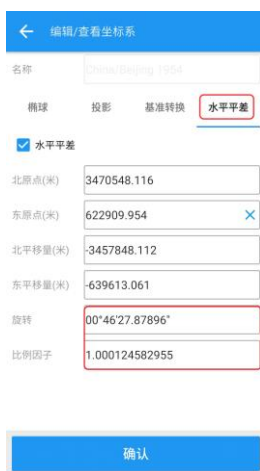 ← 编辑/查看坐标系
名称 China/Beijing 1954
椭球 投影 基准转换 水平平差
水平平差
北原点(米) 3470548.116
东原点(米) 622909.954
北平移量(米) -3457848.112
东平移量(米) -639613.061
旋转 00°46'27.87896"
比例因子 1.000124582955
确认